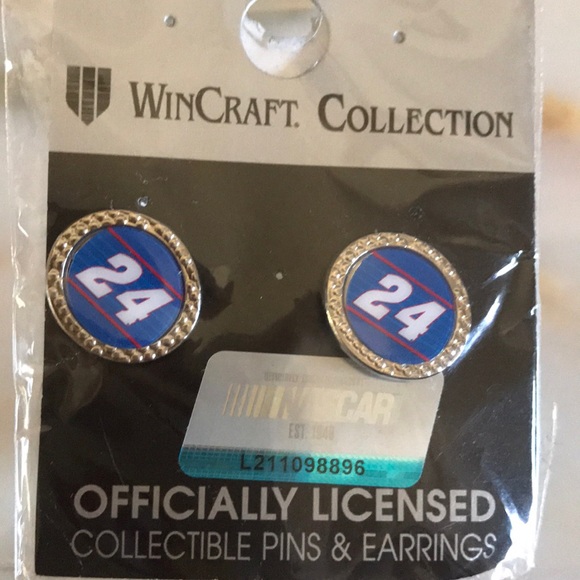 WINCRAFT. COLLECTION
24
24
NASCAR
EST. 1948
L211098896
OFFICIALLY LICENSED
COLLECTIBLE PINS & EARRINGS